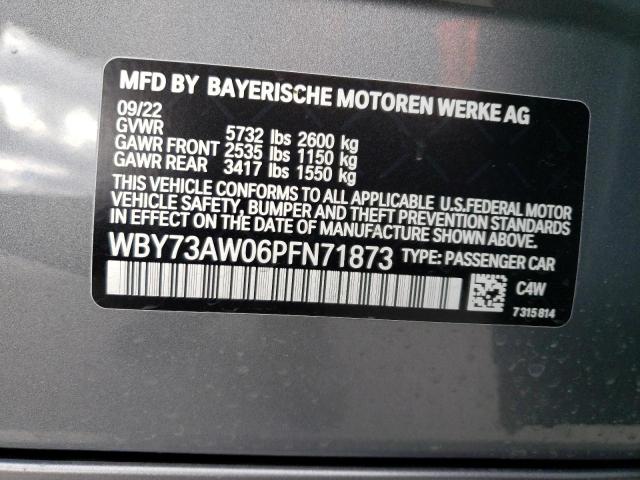 MFD BY BAYERISCHE MOTOREN WERKE AG
09/22
GVWR 5732 lbs 2600 kg
GAWR FRONT 2535 lbs 1150 kg
GAWR REAR 3417 lbs 1550 kg
THIS VEHICLE CONFORMS TO ALL APPLICABLE U.S.FEDERAL MOTOR
VEHICLE SAFETY, BUMPER AND THEFT PREVENTION STANDARDS
IN EFFECT ON THE DATE OF MANUFACTURE SHOWN ABOVE.
WBY73AW06PFN71873 TYPE: PASSENGER CAR
C4W
7315814